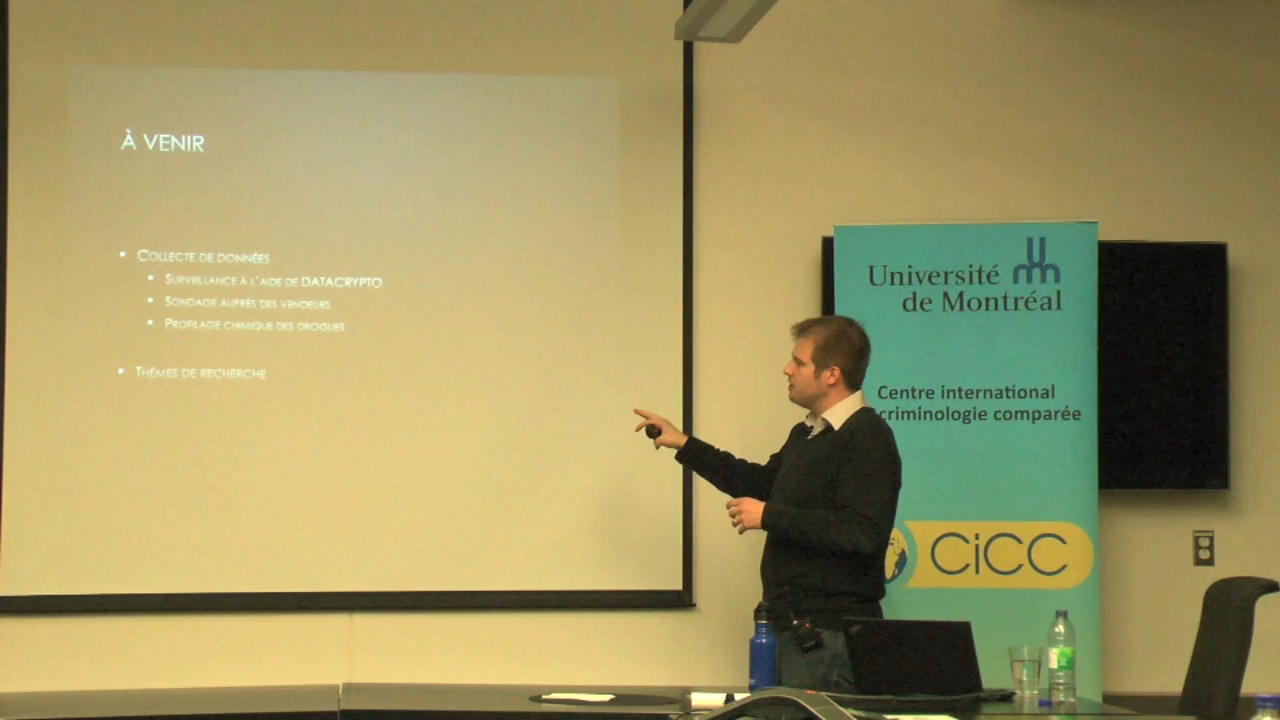 À VENIR
• COLLECTE DE DONNÉES
• SURVEILLANCE À L'AIDE DE DATACRYPTO
• SONDAGE AUPRÈS DES VENDEURS
• PROFILAGE CHIMIQUE DES DROGUES
• THÈMES DE RECHERCHE
Université
de Montréal
Centre international
criminologie comparée
CiCC